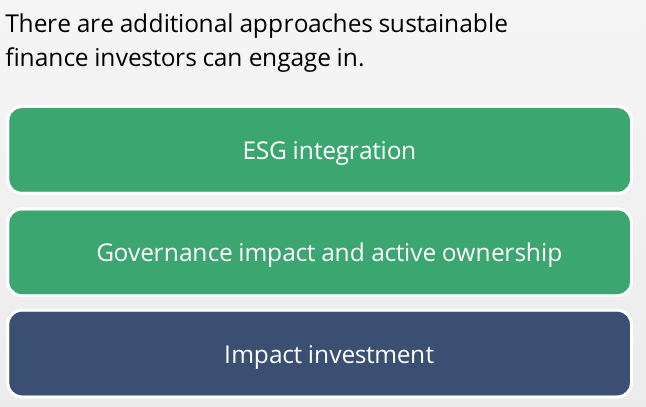 There are additional approaches sustainable
finance investors can engage in.
ESG integration
Governance impact and active ownership
Impact investment